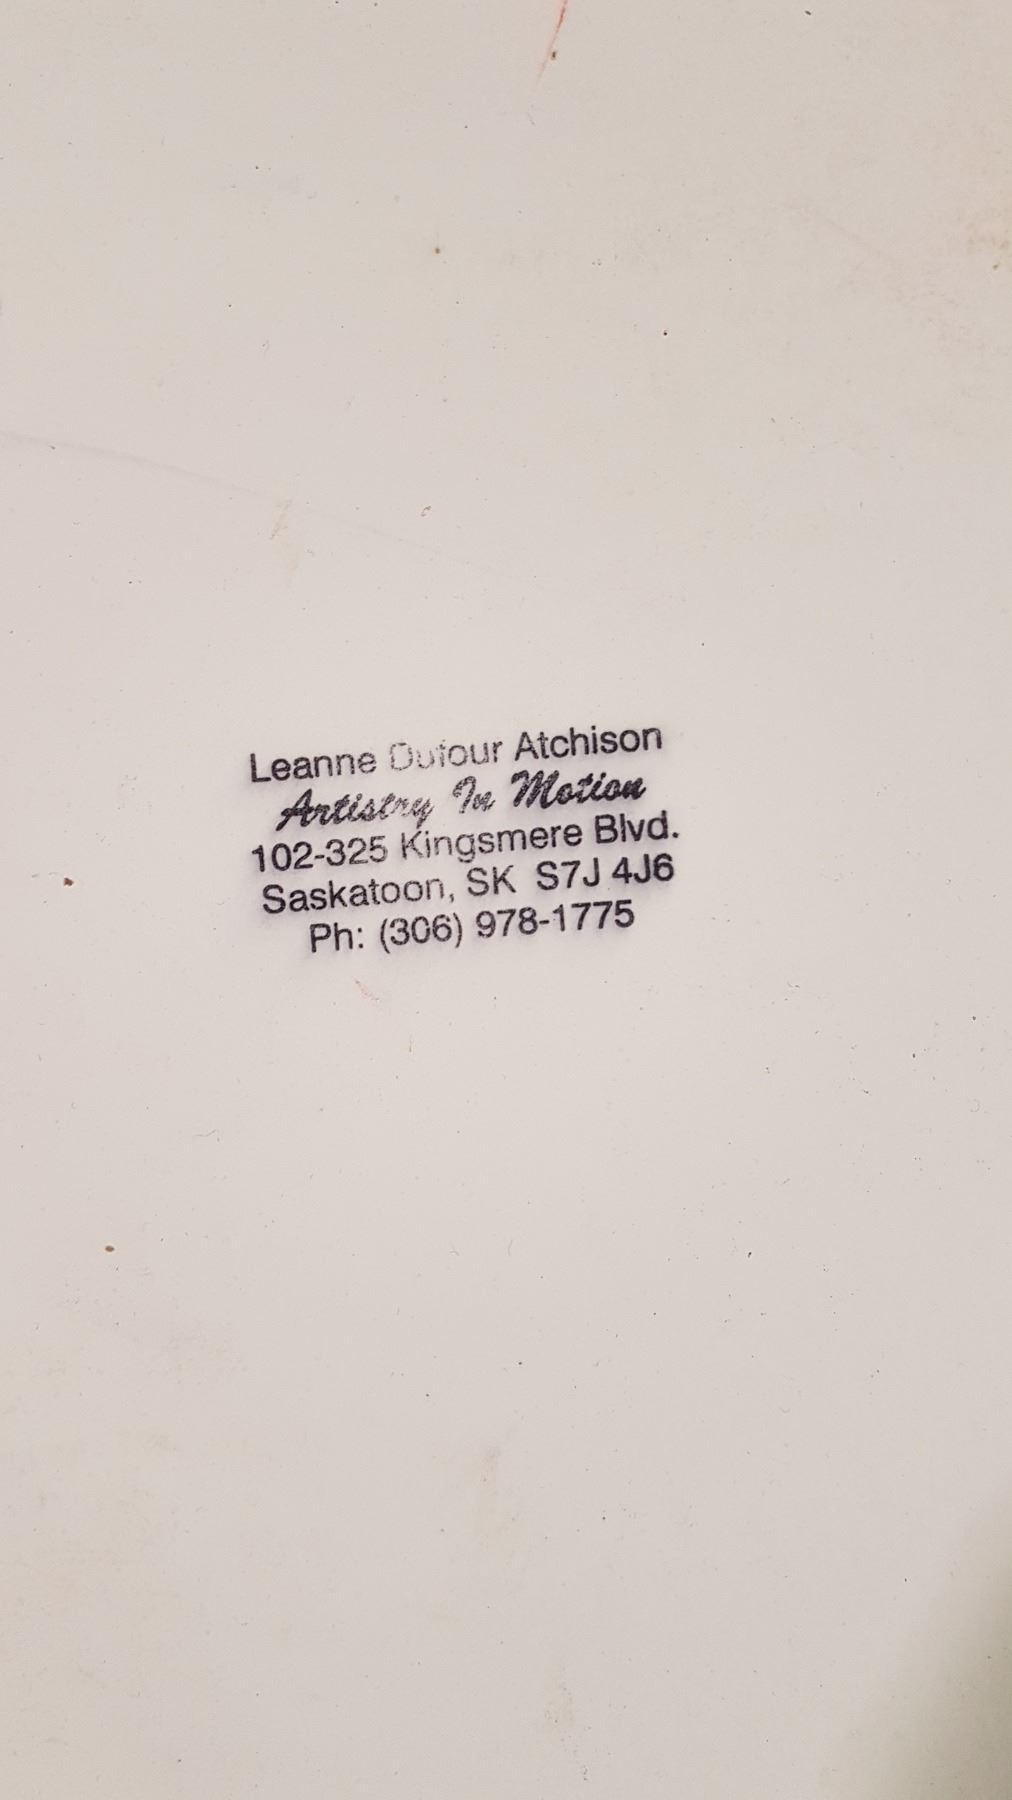 Leanne Dufour Atchison
Artistry In Motion
102-325 Kingsmere Blvd.
Saskatoon, SK S7J 4J6
Ph: (306) 978-1775